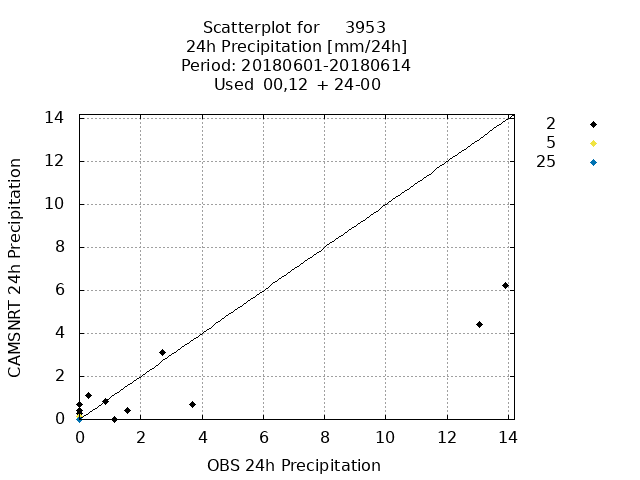 Scatterplot for 3953
24h Precipitation [mm/24h]
Period: 20180601-20180614
Used 00,12 + 24-00
14
12
10
8
6
4
2
0
0 2 4 6 8 10 12 14
CAMSNRT 24h Precipitation
OBS 24h Precipitation
2
5
25